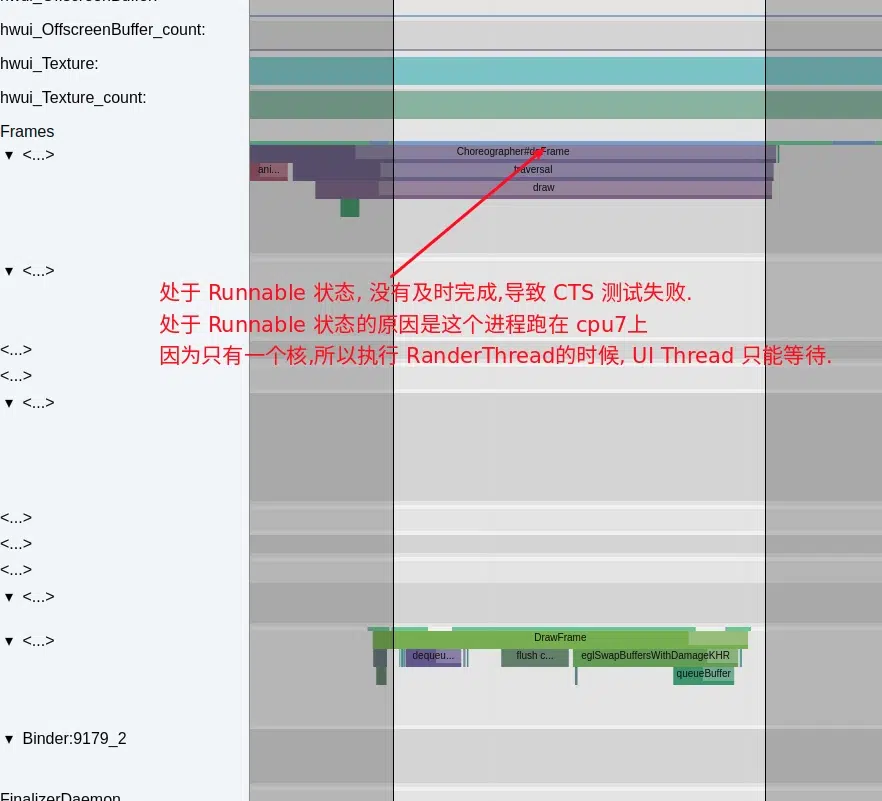 hwui_OffscreenBuffer_count:
hwui_Texture:
hwui_Texture_count:
Frames
▼ <...>
Choreographer#doFrame
ani...
traversal
draw
▼ <...>
处于 Runnable 状态, 没有及时完成,导致 CTS 测试失败.
处于 Runnable 状态的原因是这个进程跑在 cpu7上
<...>
因为只有一个核,所以执行 RanderThread的时候, UI Thread 只能等待.
<...>
▼ <...>
<...>
<...>
<...>
▼ <...>
▼ <...>
DrawFrame
dequeu...
flush c...
eglSwapBuffersWithDamageKHR
queueBuffer
▼ Binder:9179_2
FinalizerDaemon